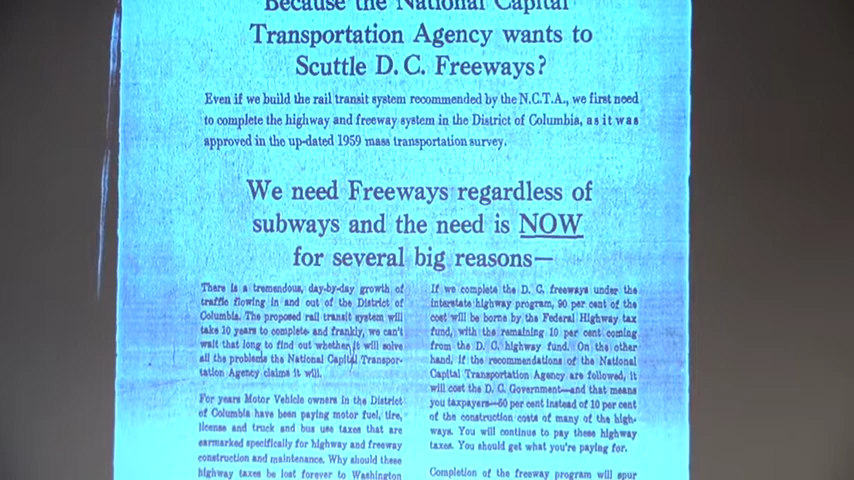 Because the National Capital
Transportation Agency wants to
Scuttle D. C. Freeways?
Even if we build the rail transit system recommended by the N.C.T.A., we first need
to complete the highway and freeway system in the District of Columbia, as it was
approved in the up-dated 1959 mass transportation survey.
We need Freeways regardless of
subways and the need is NOW
for several big reasons—
There is a tremendous, day-by-day growth of
traffic flowing in and out of the District of
Columbia. The proposed rail transit system will
take 10 years to complete and frankly, we can't
wait that long to find out whether it will solve
all the problems the National Capital Transpor-
tation Agency claims it will.
For years Motor Vehicle owners in the District
of Columbia have been paying motor fuel, tire,
license and truck and bus use taxes that are
earmarked specifically for highway and freeway
construction and maintenance. Why should these
highway taxes be lost forever to Washington
If we complete the D. C. freeways under the
interstate highway program, 90 per cent of the
cost will be borne by the Federal Highway tax
fund, with the remaining 10 per cent coming
from the D. C. highway fund. On the other
hand, if the recommendations of the National
Capital Transportation Agency are followed, it
will cost the D. C. Government—and that means
you taxpayers—50 per cent instead of 10 per cent
of the construction costs of many of the high-
ways. You will continue to pay these highway
taxes. You should get what you're paying for.
Completion of the freeway program will spur